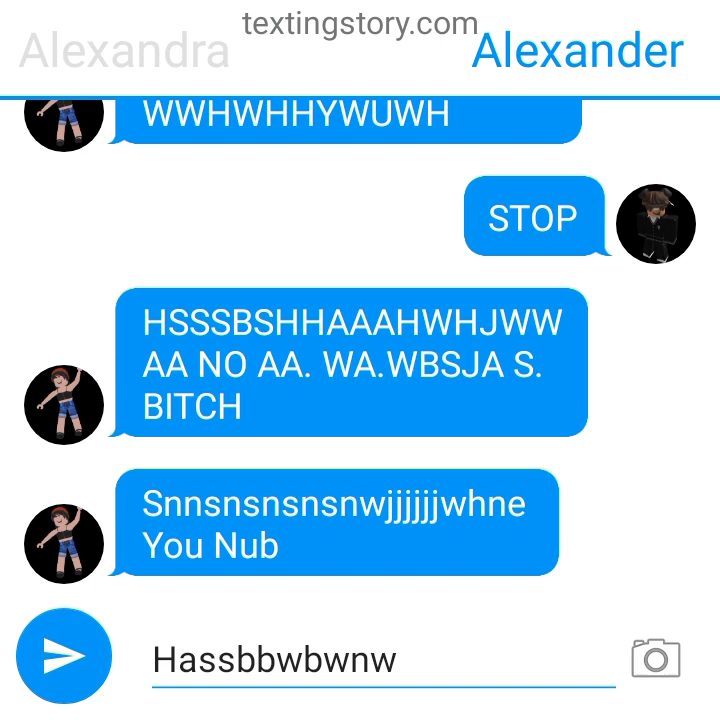 textingstory.com
Alexandra Alexander
WWHWHHYWUWH
STOP
HSSSBSHHAAAHWHJWW
AA NO AA. WA.WBSJA S.
BITCH
Snnsnsnsnsnwjjjjjjwhne
You Nub
Hassbbwbwnw